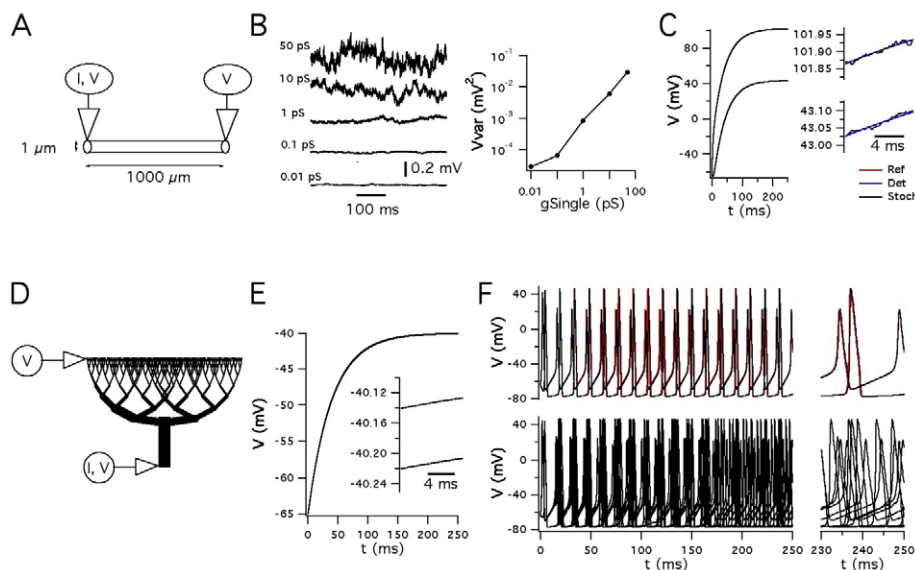 A
I, V
V
1 µm
1000 µm
B
50 pS
10 pS
1 pS
0.1 pS
0.01 pS
0.2 mV
100 ms
Vvar (mV²)
10⁻¹
10⁻²
10⁻³
10⁻⁴
0.01 0.1 1 10 100
gSingle (pS)
C
V (mV)
80
40
0
-40
0 100 200
t (ms)
101.95
101.90
101.85
43.10
43.05
43.00
4 ms
Ref
Det
Stoch
D
V
I, V
E
V (mV)
-40
-45
-50
-55
-60
-65
0 50 100 150 200 250
t (ms)
-40.12
-40.16
-40.20
-40.24
4 ms
F
V (mV)
40
0
-40
-80
V (mV)
40
0
-40
-80
0 50 100 150 200 250
t (ms)
230 240 250
t (ms)